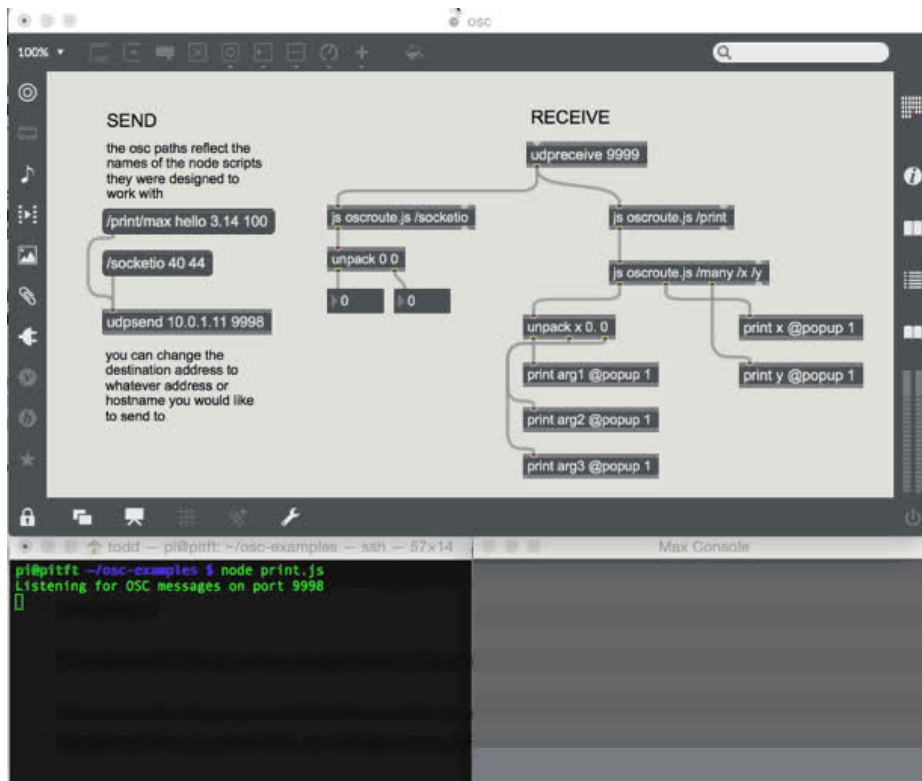 osc
100%
SEND
the osc paths reflect the
names of the node scripts
they were designed to
work with
/print/max hello 3.14 100
/socketio 40 44
udpsend 10.0.1.11 9998
you can change the
destination address to
whatever address or
hostname you would like
to send to
RECEIVE
udpreceive 9999
js oscroute.js /socketio
js oscroute.js /print
unpack 0 0
0
0
js oscroute.js /many /x /y
unpack x 0. 0
print x @popup 1
print arg1 @popup 1
print y @popup 1
print arg2 @popup 1
print arg3 @popup 1
todd — pi@pitft: ~/osc-examples — ssh — 57×14
pi@pitft ~/osc-examples $ node print.js
Listening for OSC messages on port 9998
Max Console